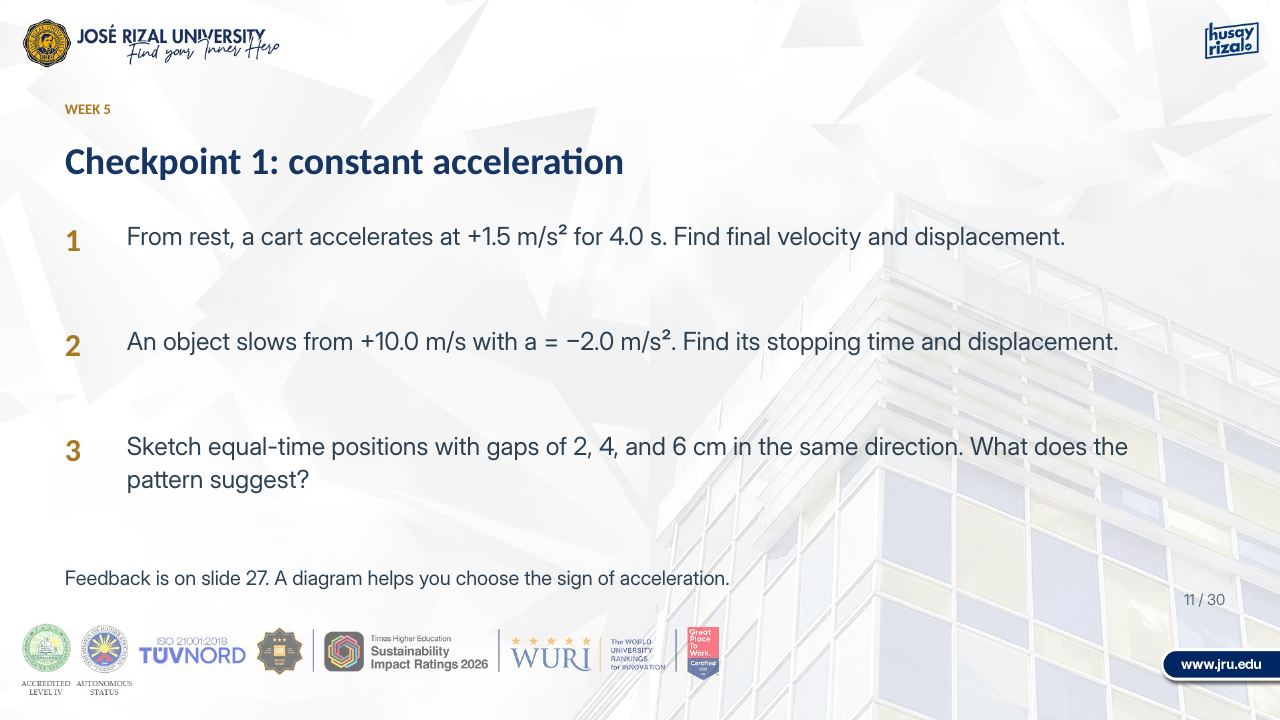 JOSÉ RIZAL UNIVERSITY
Find your Inner Hero
husay
rizal
WEEK 5
Checkpoint 1: constant acceleration
1 From rest, a cart accelerates at +1.5 m/s² for 4.0 s. Find final velocity and displacement.
2 An object slows from +10.0 m/s with a = −2.0 m/s². Find its stopping time and displacement.
3 Sketch equal-time positions with gaps of 2, 4, and 6 cm in the same direction. What does the
pattern suggest?
Feedback is on slide 27. A diagram helps you choose the sign of acceleration.
11 / 30
ACCREDITED
LEVEL IV
AUTONOMOUS
STATUS
ISO 21001:2018
TÜVNORD
Times Higher Education
Sustainability
Impact Ratings 2026
WURI
The WORLD
UNIVERSITY
RANKINGS
for INNOVATION
Great
Place
To
Work.
Certified
www.jru.edu